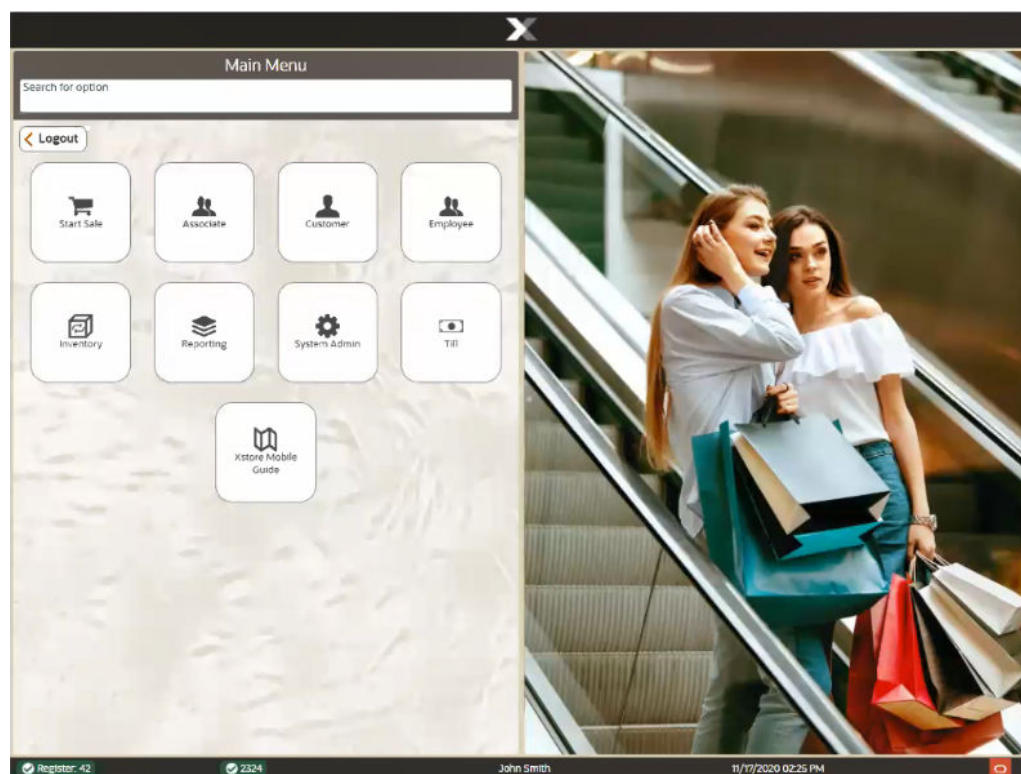 Main Menu
Search for option
Logout
Start Sale
Associate
Customer
Employee
Inventory
Reporting
System Admin
Till
Xstore Mobile
Guide
Register: 42
2324
John Smith
11/17/2020 02:25 PM